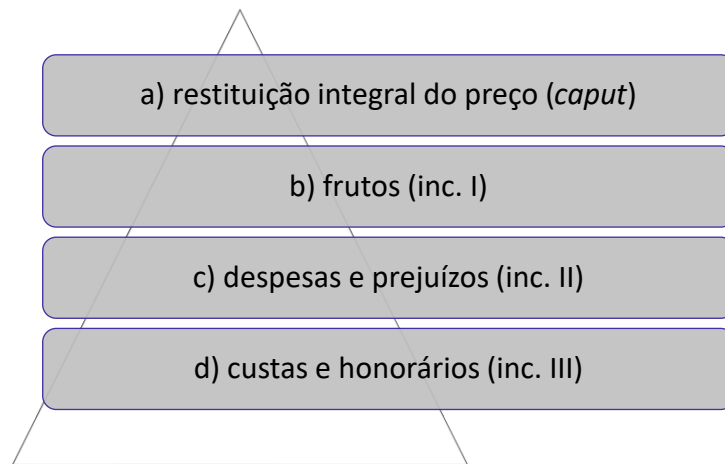 a) restituição integral do preço (caput)
b) frutos (inc. I)
c) despesas e prejuízos (inc. II)
d) custas e honorários (inc. III)